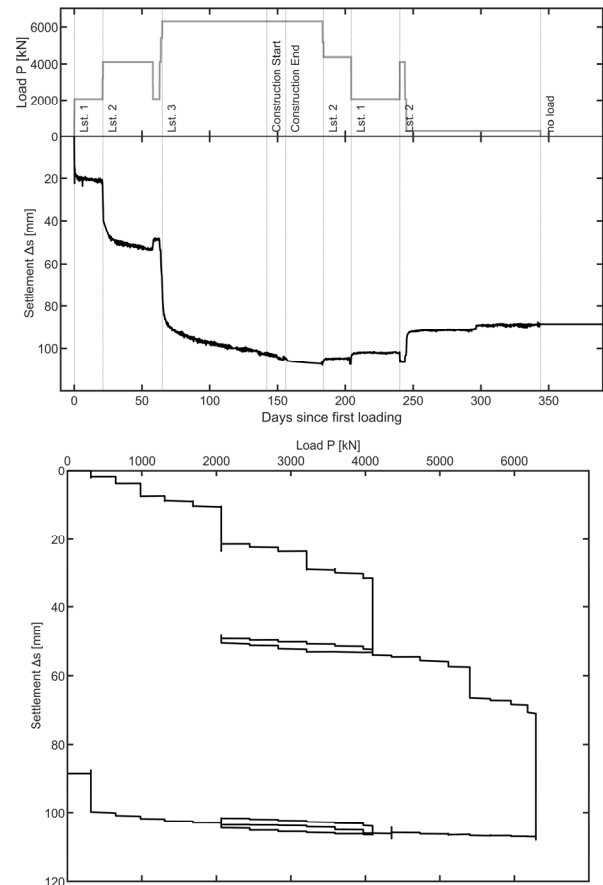 6000
4000
2000
0
Load P [kN]
Lst. 1
Lst. 2
Lst. 3
Construction Start
Construction End
Lst. 2
Lst. 1
Lst. 2
no load
20
40
60
80
100
Settlement Δs [mm]
0 50 100 150 200 250 300 350
Days since first loading
Load P [kN]
0 1000 2000 3000 4000 5000 6000
0
20
40
60
80
100
120
Settlement Δs [mm]